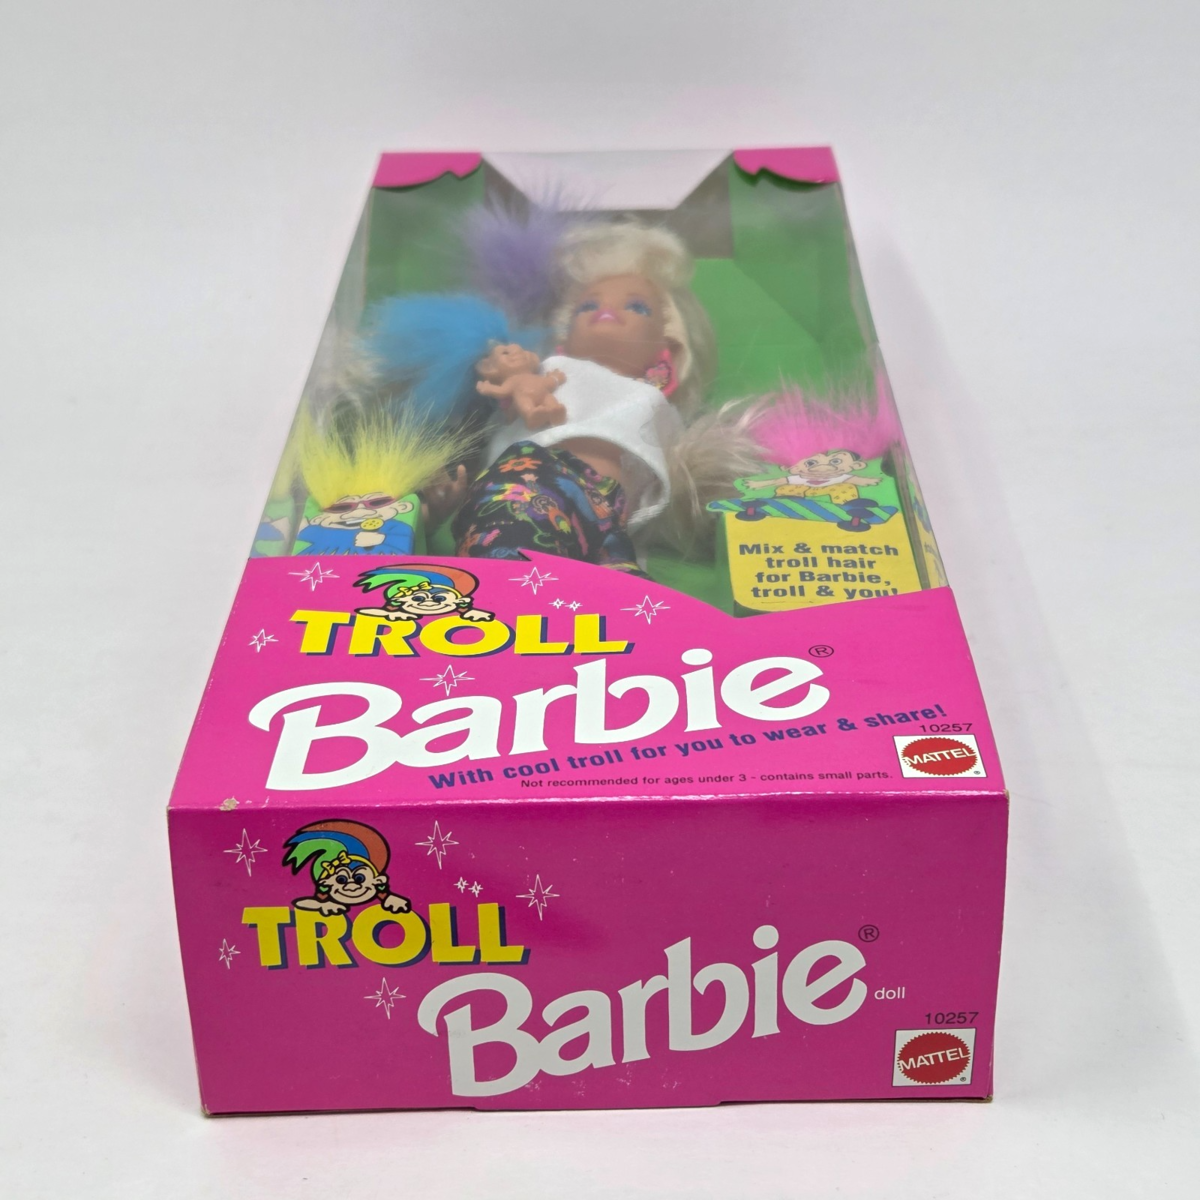 Mix & match
troll hair
for Barbie,
troll & you!
TROLL
Barbie®
With cool troll for you to wear & share!
Not recommended for ages under 3 - contains small parts.
10257
MATTEL®
TROLL
Barbie®
doll
10257
MATTEL®